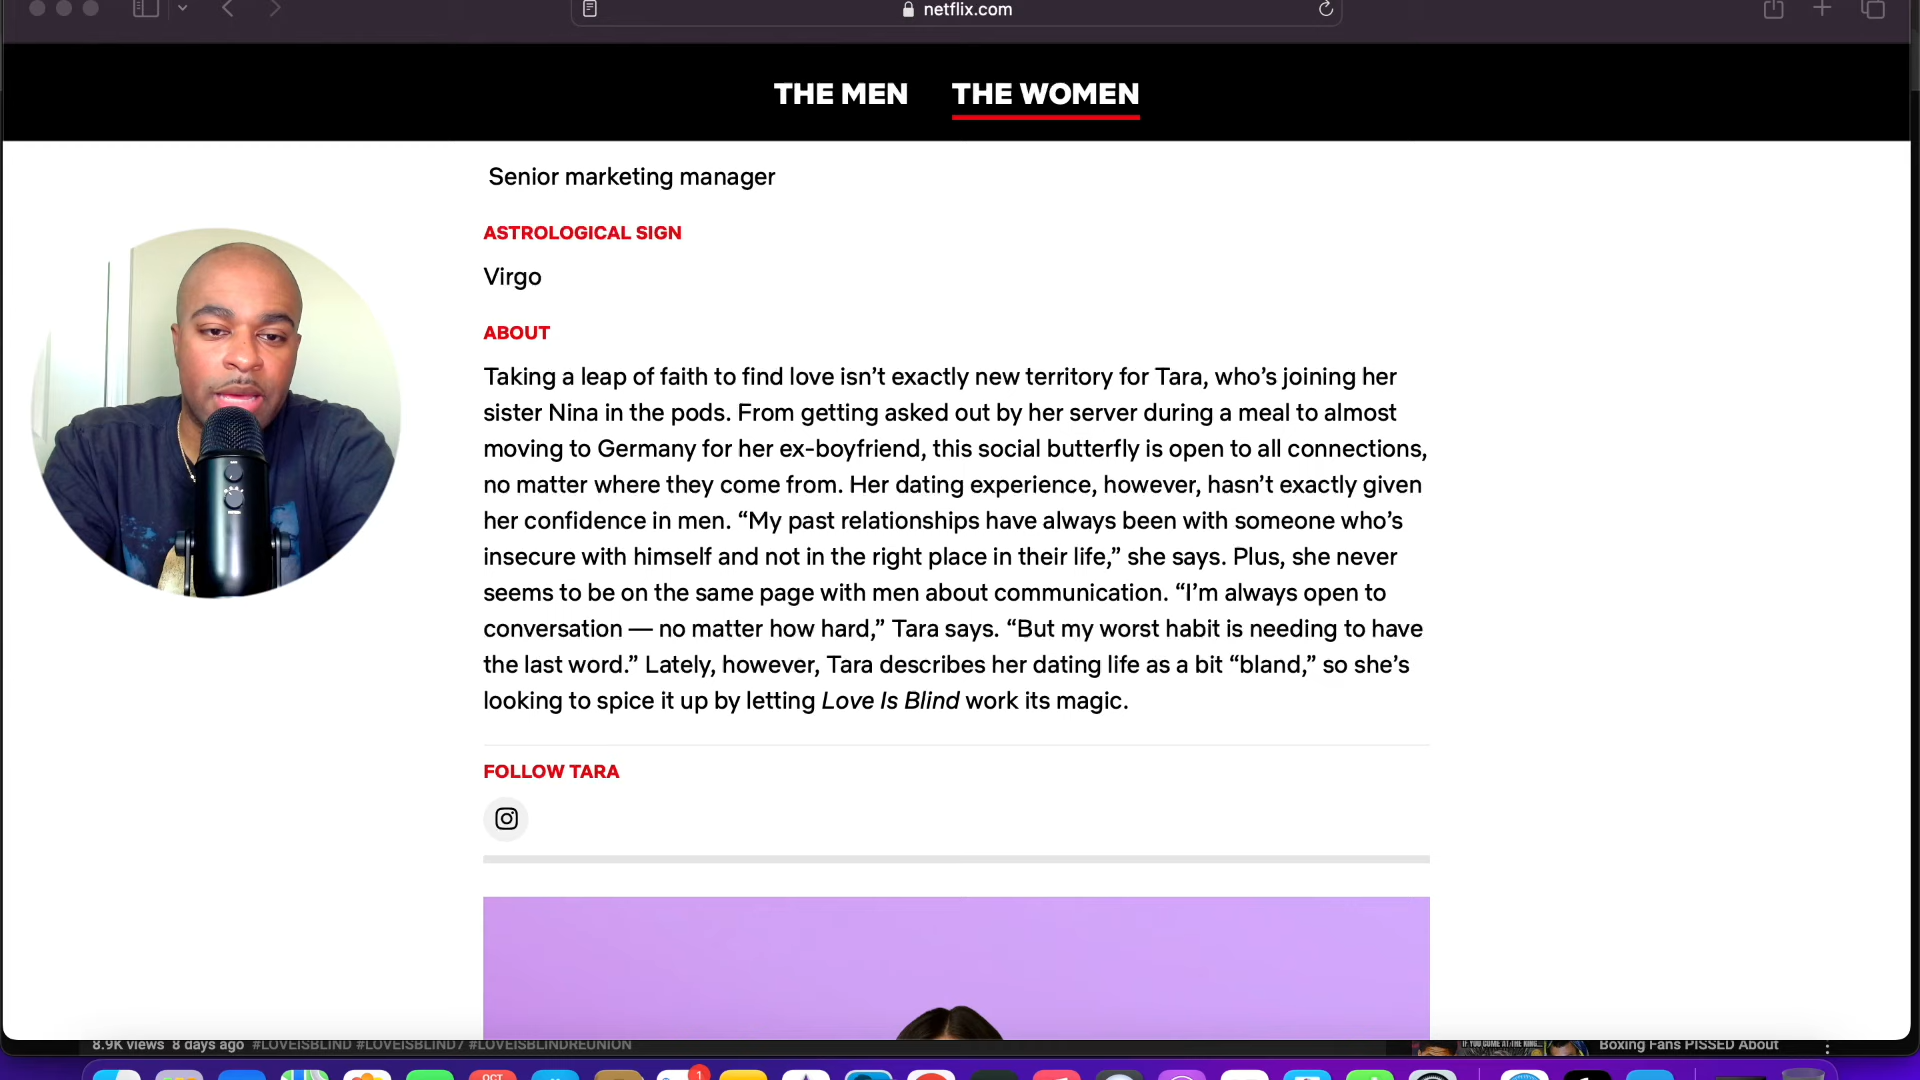 netflix.com
THE MEN THE WOMEN
Senior marketing manager
ASTROLOGICAL SIGN
Virgo
ABOUT
Taking a leap of faith to find love isn’t exactly new territory for Tara, who’s joining her
sister Nina in the pods. From getting asked out by her server during a meal to almost
moving to Germany for her ex-boyfriend, this social butterfly is open to all connections,
no matter where they come from. Her dating experience, however, hasn’t exactly given
her confidence in men. “My past relationships have always been with someone who’s
insecure with himself and not in the right place in their life,” she says. Plus, she never
seems to be on the same page with men about communication. “I’m always open to
conversation — no matter how hard,” Tara says. “But my worst habit is needing to have
the last word.” Lately, however, Tara describes her dating life as a bit “bland,” so she’s
looking to spice it up by letting Love Is Blind work its magic.
FOLLOW TARA
8.9K views 8 days ago #LOVEISBLIND #LOVEISBLIND7 #LOVEISBLINDREUNION
IF YOU COME AT THE KING...
Boxing Fans PISSED About
OCT
1